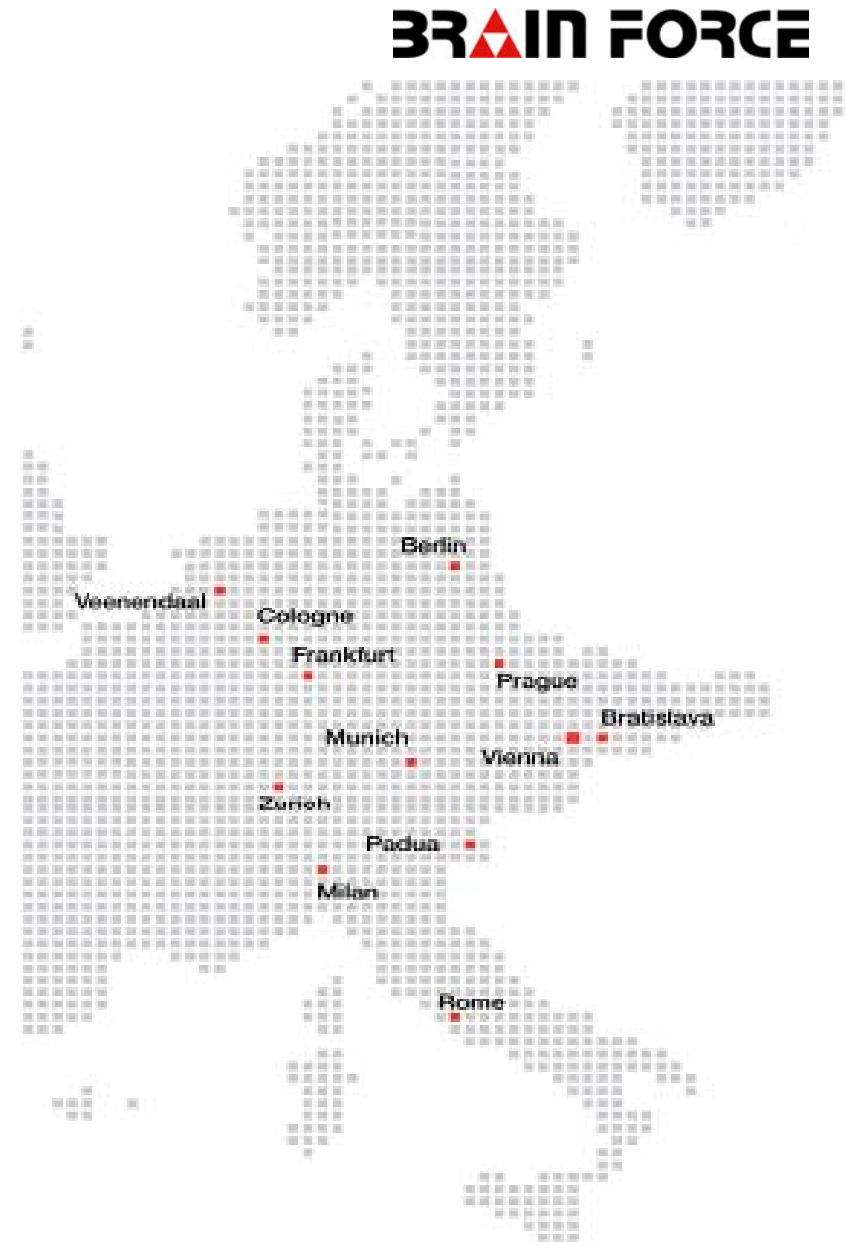 BRAIN FORCE
Berlin
Veenendaal
Cologne
Frankfurt
Prague
Bratislava
Munich
Vienna
Zurich
Padua
Milan
Rome